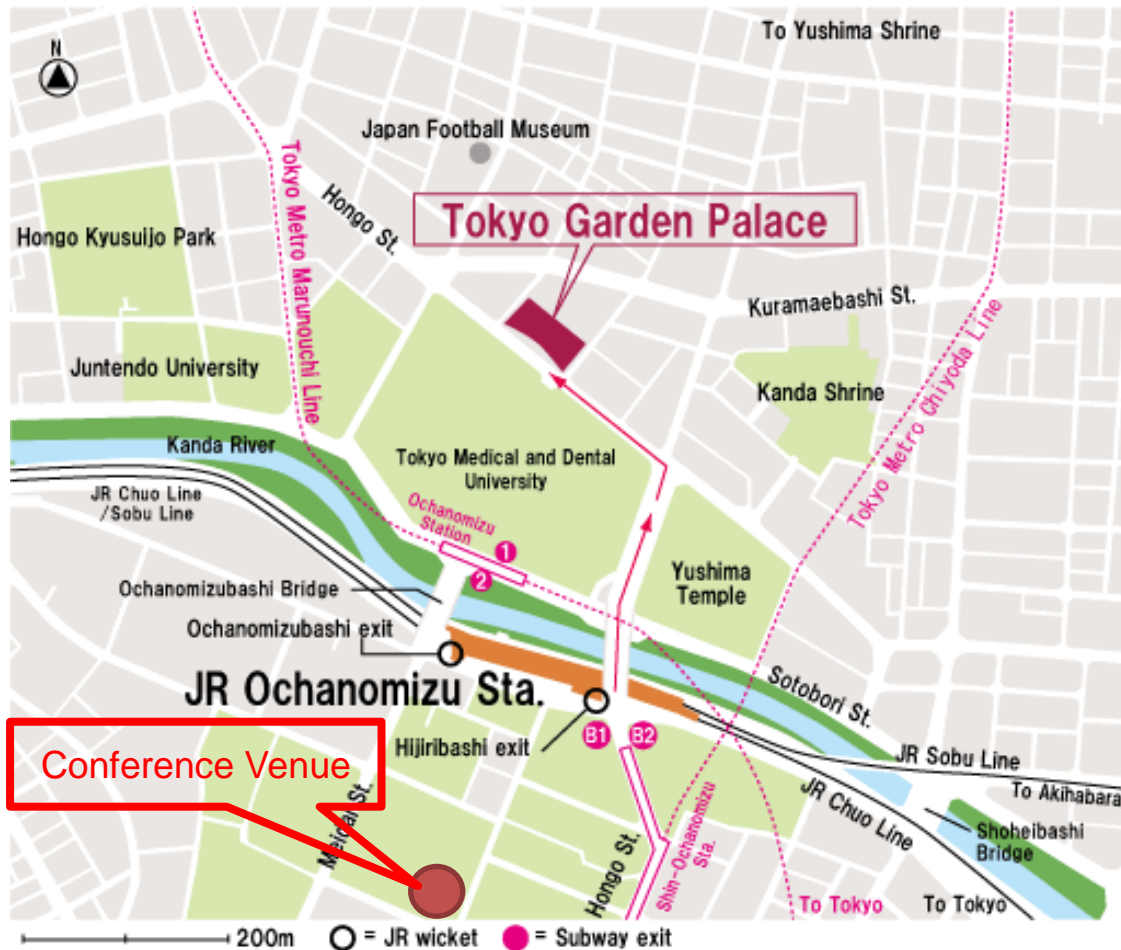 To Yushima Shrine
N
Japan Football Museum
Tokyo Metro Marunouchi Line
Hongo St.
Tokyo Garden Palace
Hongo Kyusuijo Park
Kuramaebashi St.
Tokyo Metro Chiyoda Line
Juntendo University
Kanda Shrine
Kanda River
Tokyo Medical and Dental
University
JR Chuo Line
/Sobu Line
Ochanomizu
Station
1
2
Yushima
Temple
Ochanomizubashi Bridge
Ochanomizubashi exit
JR Ochanomizu Sta.
Sotobori St.
Hijiribashi exit
B1
B2
Conference Venue
JR Sobu Line
To Akihabara
JR Chuo Line
Meidai St.
Shoheibashi
Bridge
Hongo St.
Shin-Ochanomizu
Sta.
To Tokyo
To Tokyo
200m
= JR wicket
= Subway exit